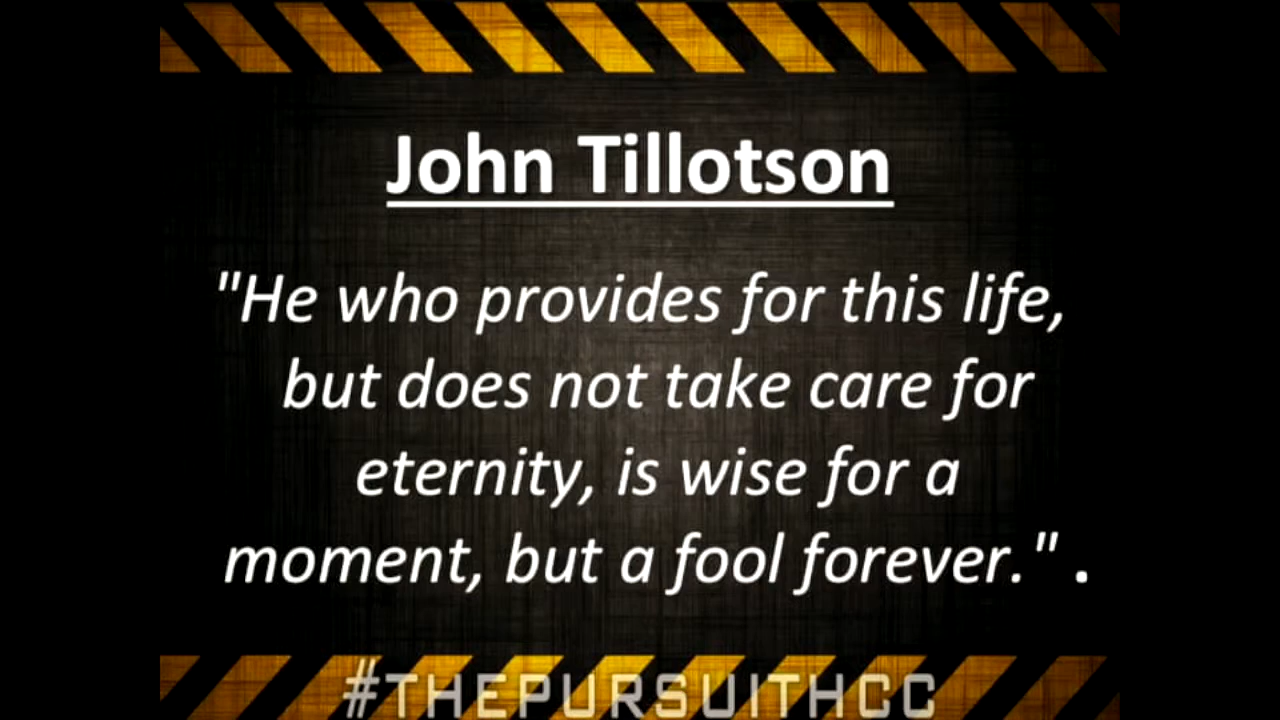 John Tillotson
"He who provides for this life,
but does not take care for
eternity, is wise for a
moment, but a fool forever." .
#THEPURSUITHCC